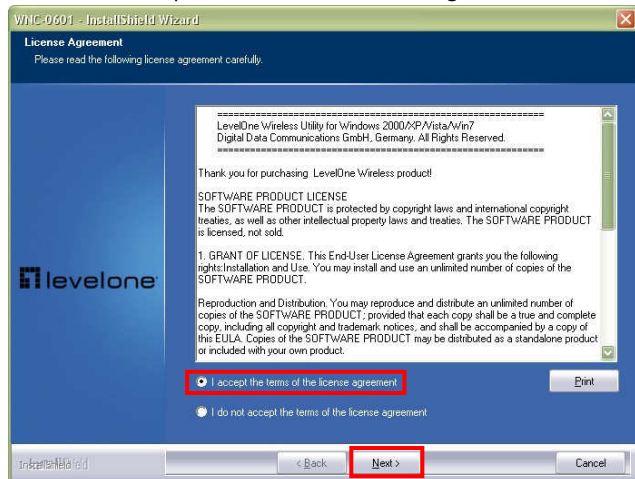 WNC-0601 - InstallShield Wizard
License Agreement
Please read the following license agreement carefully.
==================================================
LevelOne Wireless Utility for Windows 2000/XP/Vista/Win7
Digital Data Communications GmbH, Germany. All Rights Reserved.
==================================================
Thank you for purchasing LevelOne Wireless product!
SOFTWARE PRODUCT LICENSE
The SOFTWARE PRODUCT is protected by copyright laws and international copyright
treaties, as well as other intellectual property laws and treaties. The SOFTWARE PRODUCT
is licensed, not sold.
1. GRANT OF LICENSE. This End-User License Agreement grants you the following
rights:Installation and Use. You may install and use an unlimited number of copies of the
SOFTWARE PRODUCT.
Reproduction and Distribution. You may reproduce and distribute an unlimited number of
copies of the SOFTWARE PRODUCT; provided that each copy shall be a true and complete
copy, including all copyright and trademark notices, and shall be accompanied by a copy of
this EULA. Copies of the SOFTWARE PRODUCT may be distributed as a standalone product
or included with your own product.
levelone
I accept the terms of the license agreement
Print
I do not accept the terms of the license agreement
InstallShield
< Back
Next >
Cancel